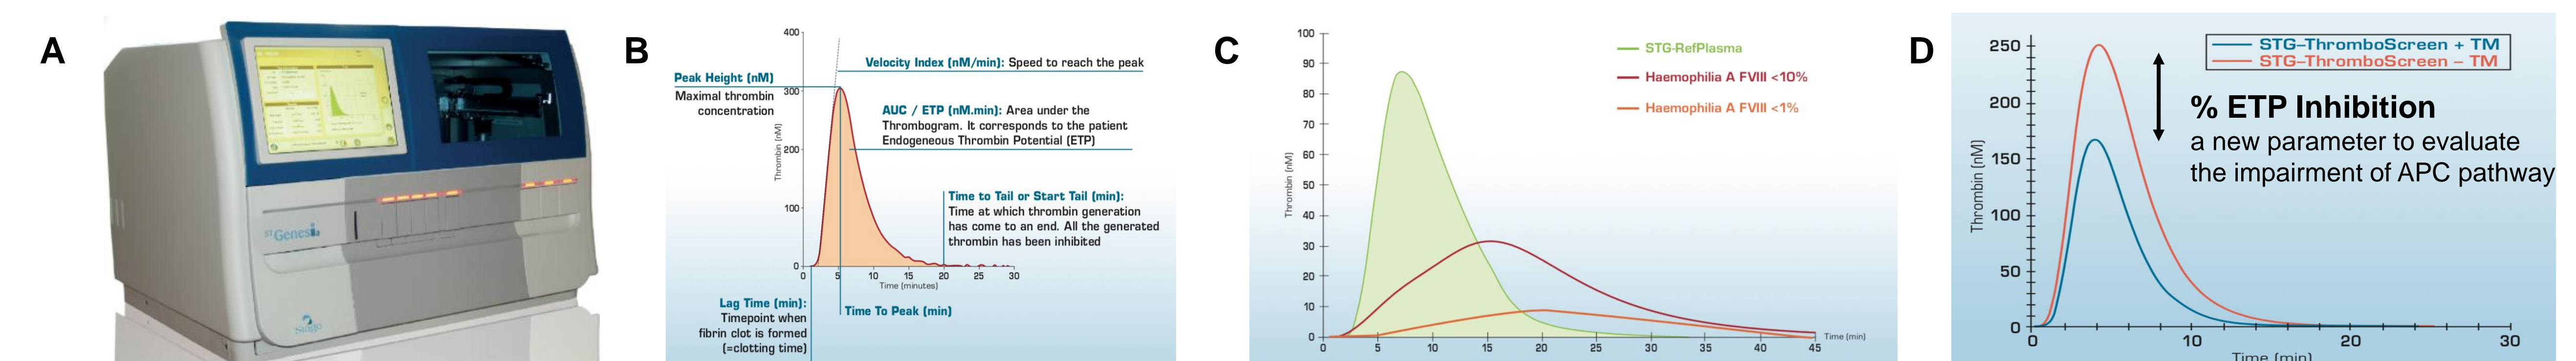 A
ST Genesia
Stago
B
400
300
200
100
0
Thrombin (nM)
0
5
10
15
20
25
30
Time (minutes)
Velocity Index (nM/min): Speed to reach the peak
Peak Height (nM)
Maximal thrombin
concentration
AUC / ETP (nM.min): Area under the
Thrombogram. It corresponds to the patient
Endogeneous Thrombin Potential (ETP)
Time to Tail or Start Tail (min):
Time at which thrombin generation
has come to an end. All the generated
thrombin has been inhibited
Lag Time (min):
Timepoint when
fibrin clot is formed
(=clotting time)
Time To Peak (min)
C
100
90
80
70
60
50
40
30
20
10
0
Thrombin (nM)
0
5
10
15
20
25
30
35
40
45
Time (min)
STG-RefPlasma
Haemophilia A FVIII <10%
Haemophilia A FVIII <1%
D
250
200
150
100
50
0
Thrombin (nM)
0
10
20
30
Time (min)
STG–ThromboScreen + TM
STG–ThromboScreen – TM
% ETP Inhibition
a new parameter to evaluate
the impairment of APC pathway